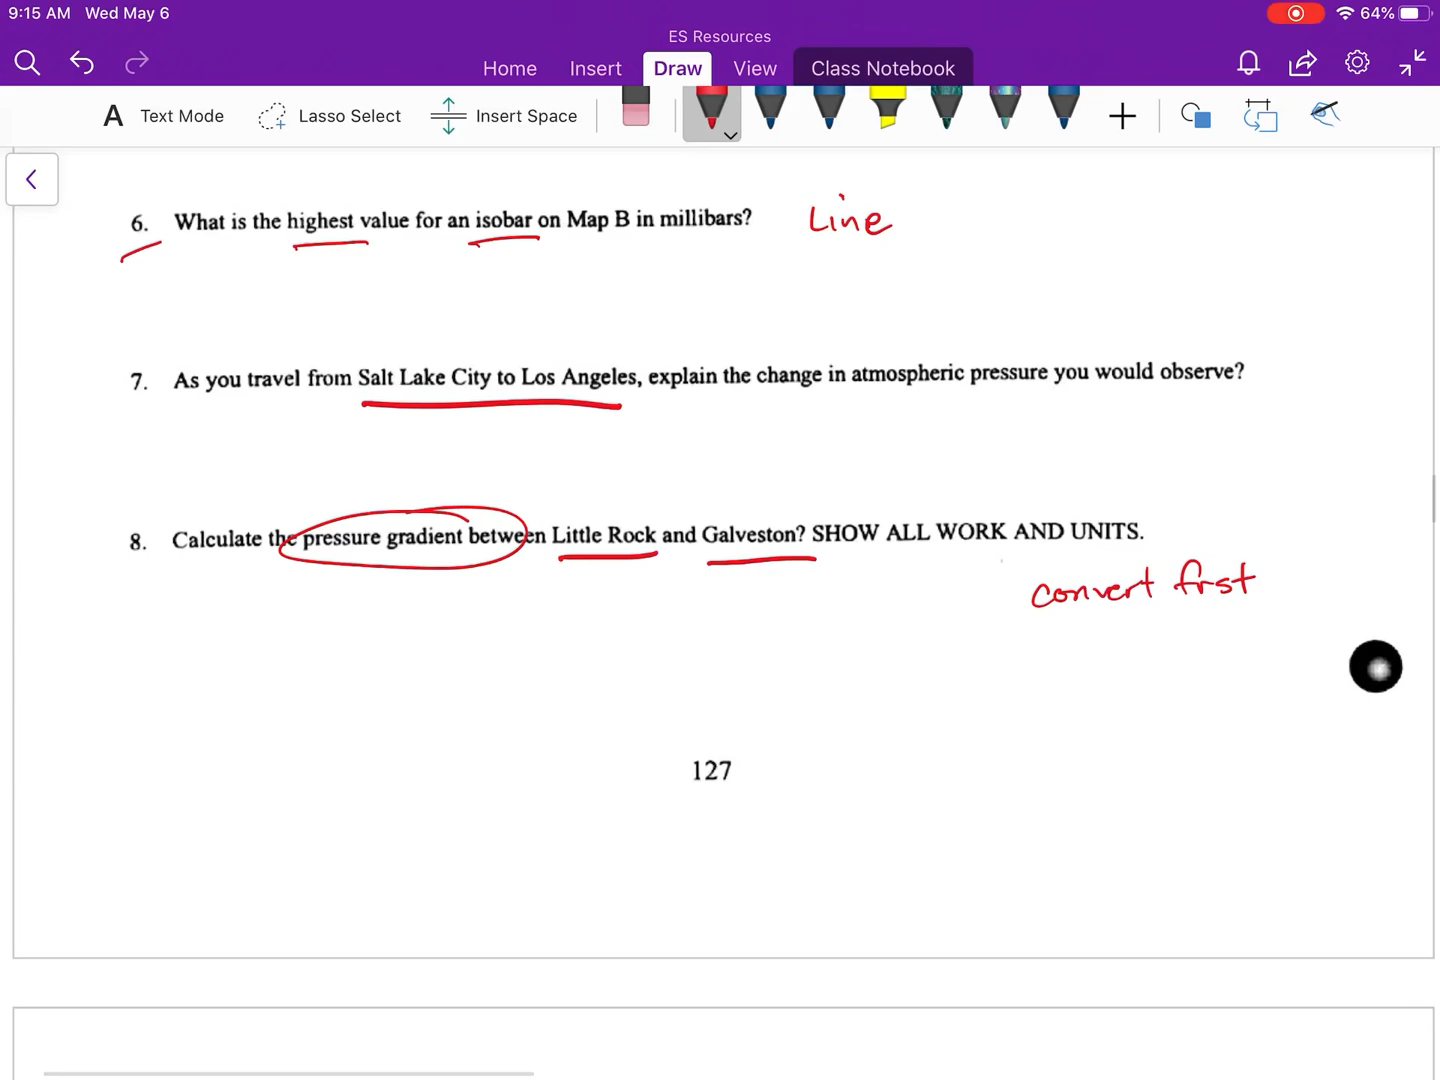 9:15 AM Wed May 6
64%
ES Resources
Home Insert Draw View Class Notebook
A Text Mode Lasso Select Insert Space
6. What is the highest value for an isobar on Map B in millibars? Line
7. As you travel from Salt Lake City to Los Angeles, explain the change in atmospheric pressure you would observe?
8. Calculate the pressure gradient between Little Rock and Galveston? SHOW ALL WORK AND UNITS.
convert frst
127